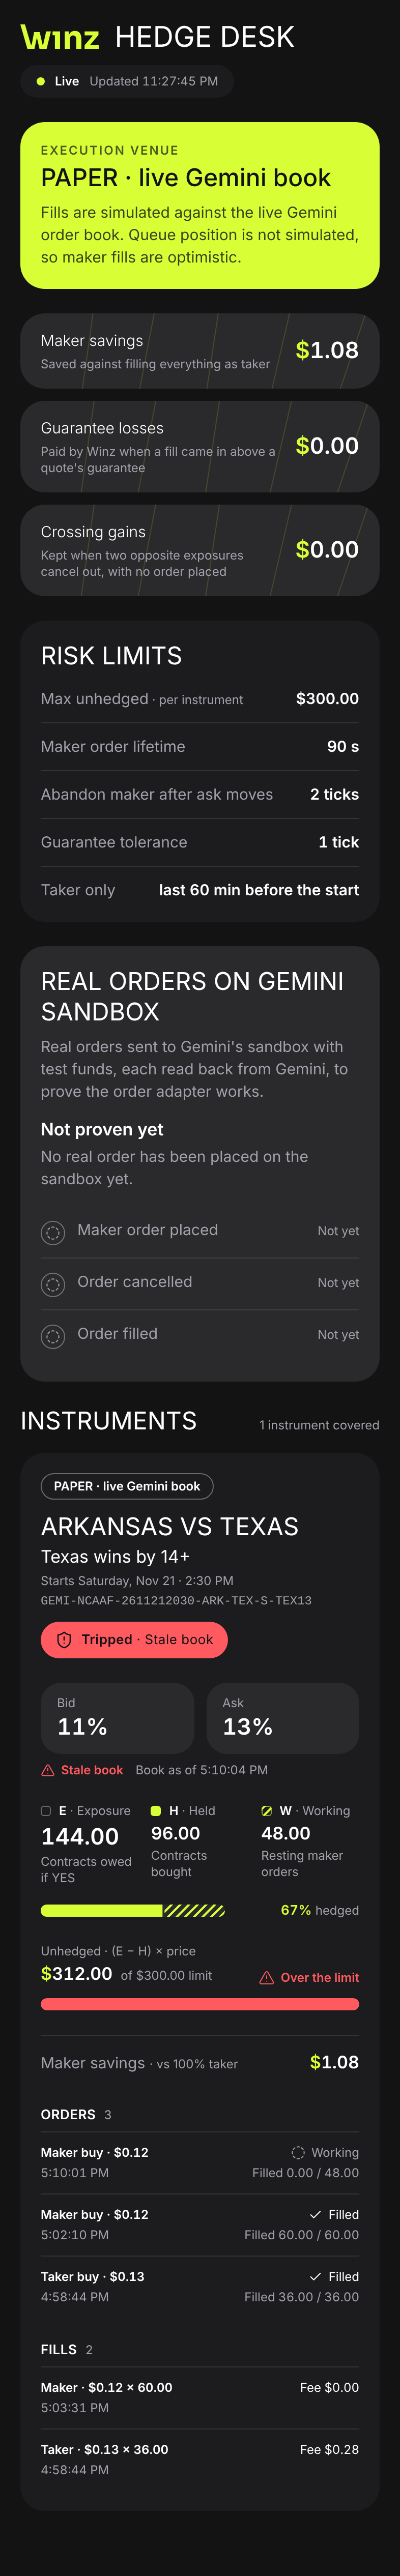 winz HEDGE DESK
Live Updated 11:27:45 PM
EXECUTION VENUE
PAPER · live Gemini book
Fills are simulated against the live Gemini
order book. Queue position is not simulated,
so maker fills are optimistic.
Maker savings
Saved against filling everything as taker
$1.08
Guarantee losses
Paid by Winz when a fill came in above a
quote's guarantee
$0.00
Crossing gains
Kept when two opposite exposures
cancel out, with no order placed
$0.00
RISK LIMITS
Max unhedged · per instrument $300.00
Maker order lifetime 90 s
Abandon maker after ask moves 2 ticks
Guarantee tolerance 1 tick
Taker only last 60 min before the start
REAL ORDERS ON GEMINI
SANDBOX
Real orders sent to Gemini's sandbox with
test funds, each read back from Gemini, to
prove the order adapter works.
Not proven yet
No real order has been placed on the
sandbox yet.
Maker order placed Not yet
Order cancelled Not yet
Order filled Not yet
INSTRUMENTS 1 instrument covered
PAPER · live Gemini book
ARKANSAS VS TEXAS
Texas wins by 14+
Starts Saturday, Nov 21 · 2:30 PM
GEMI-NCAAF-2611212030-ARK-TEX-S-TEX13
Tripped · Stale book
Bid
11%
Ask
13%
Stale book Book as of 5:10:04 PM
E · Exposure
144.00
Contracts owed
if YES
H · Held
96.00
Contracts
bought
W · Working
48.00
Resting maker
orders
67% hedged
Unhedged · (E − H) × price
$312.00 of $300.00 limit Over the limit
Maker savings · vs 100% taker $1.08
ORDERS 3
Maker buy · $0.12 Working
5:10:01 PM Filled 0.00 / 48.00
Maker buy · $0.12 Filled
5:02:10 PM Filled 60.00 / 60.00
Taker buy · $0.13 Filled
4:58:44 PM Filled 36.00 / 36.00
FILLS 2
Maker · $0.12 × 60.00 Fee $0.00
5:03:31 PM
Taker · $0.13 × 36.00 Fee $0.28
4:58:44 PM